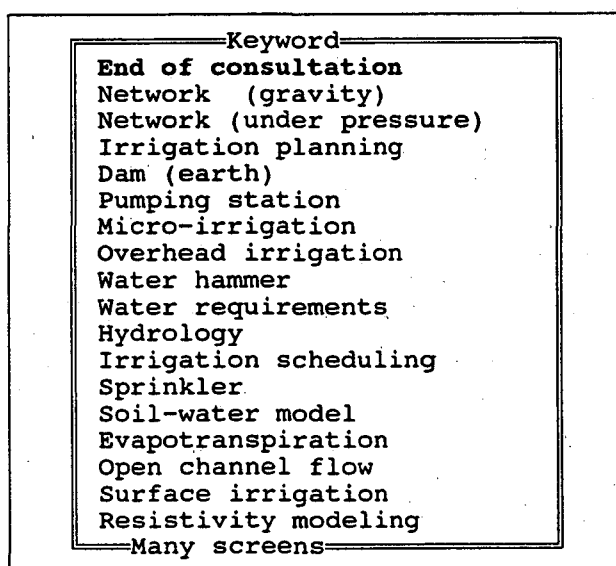 Keyword
End of consultation
Network (gravity)
Network (under pressure)
Irrigation planning
Dam (earth)
Pumping station
Micro-irrigation
Overhead irrigation
Water hammer
Water requirements
Hydrology
Irrigation scheduling
Sprinkler
Soil-water model
Evapotranspiration
Open channel flow
Surface irrigation
Resistivity modeling
Many screens